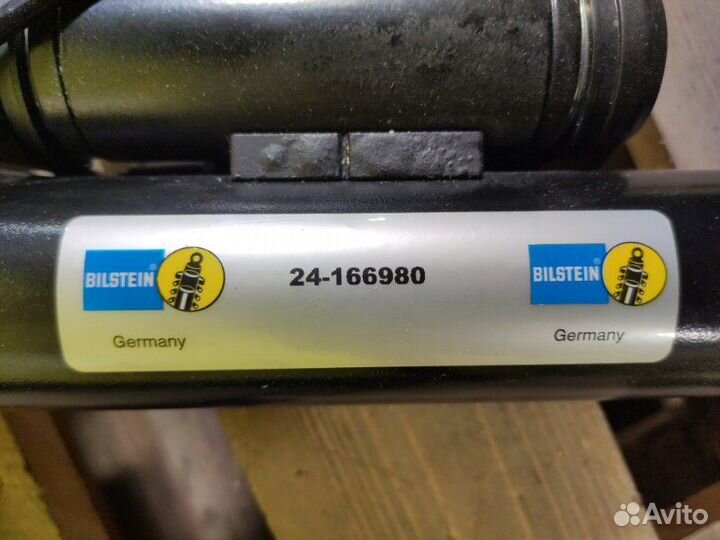 BILSTEIN®
24-166980
BILSTEIN®
Germany
Germany
Avito